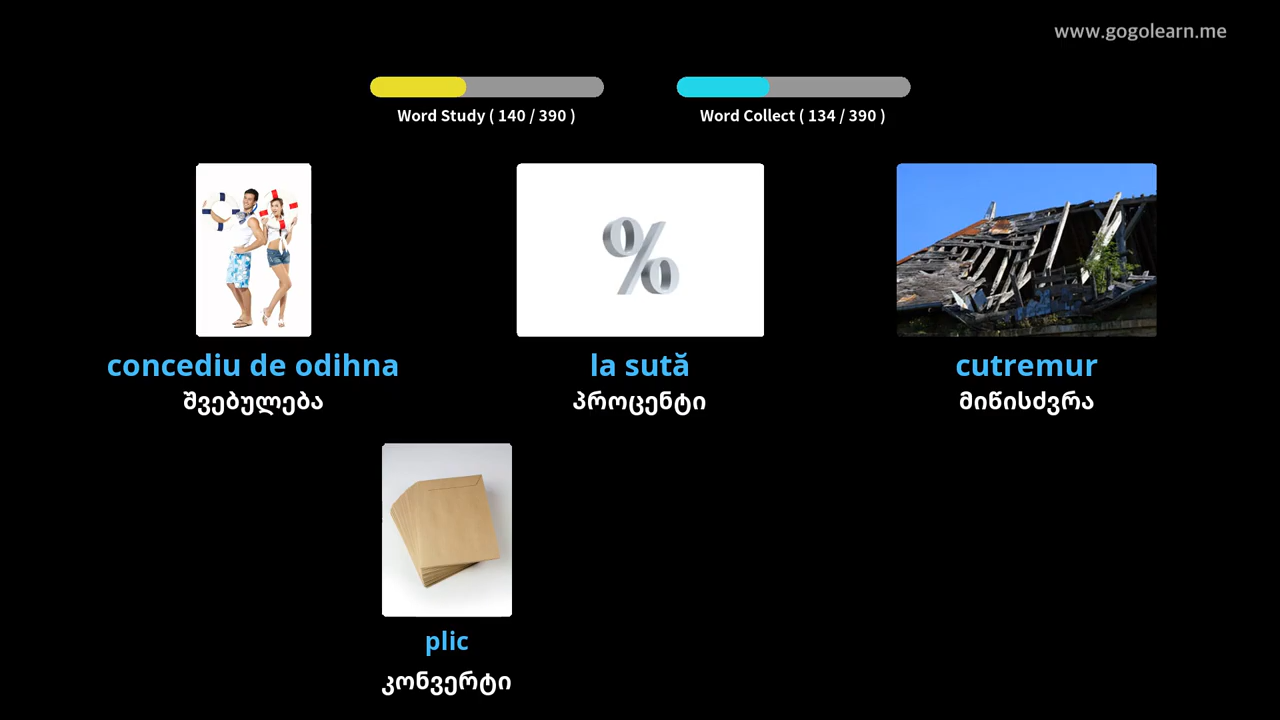 www.gogolearn.me
Word Study ( 140 / 390 )
Word Collect ( 134 / 390 )
concediu de odihna
შვებულება
la sută
პროცენტი
cutremur
მიწისძვრა
plic
კონვერტი